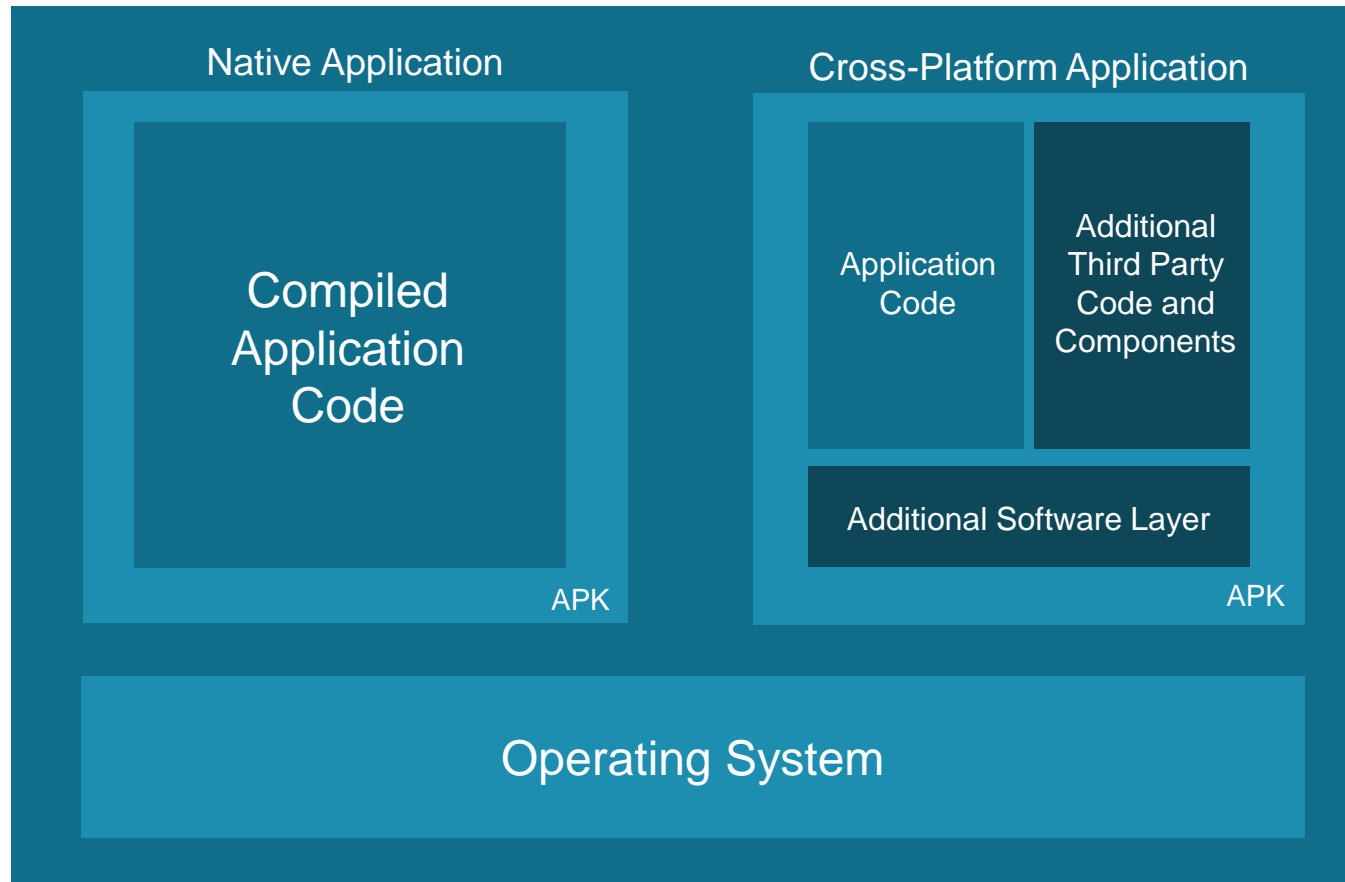 Native Application
Compiled
Application
Code
APK
Cross-Platform Application
Application
Code
Additional
Third Party
Code and
Components
Additional Software Layer
APK
Operating System